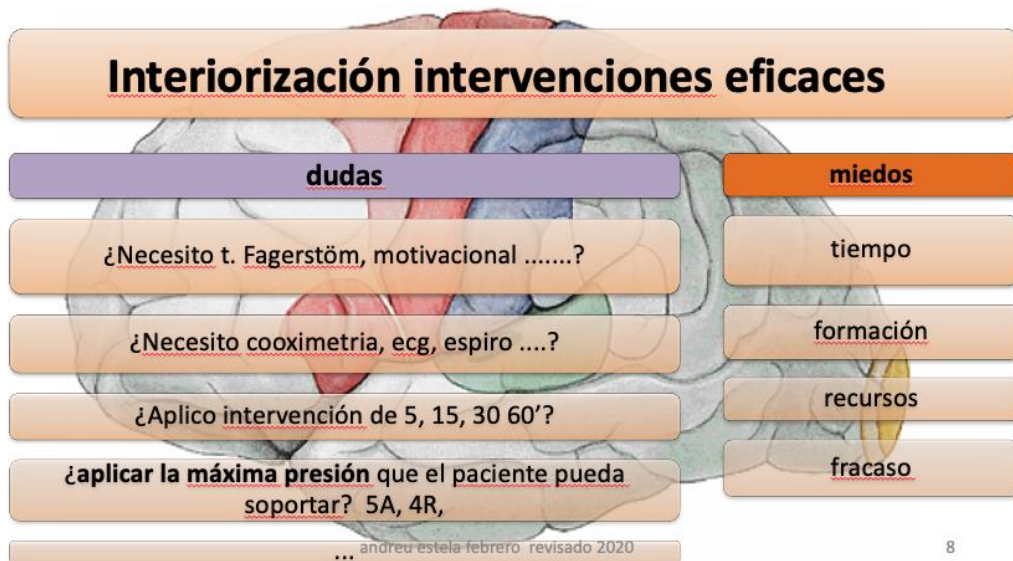 Interiorización intervenciones eficaces
dudas
¿Necesito t. Fagerstöm, motivacional .......?
¿Necesito cooximetria, ecg, espiro ....?
¿Aplico intervención de 5, 15, 30 60'?
¿aplicar la máxima presión que el paciente pueda
soportar? 5A, 4R,
...
miedos
tiempo
formación
recursos
fracaso
andreu estela febrero revisado 2020
8